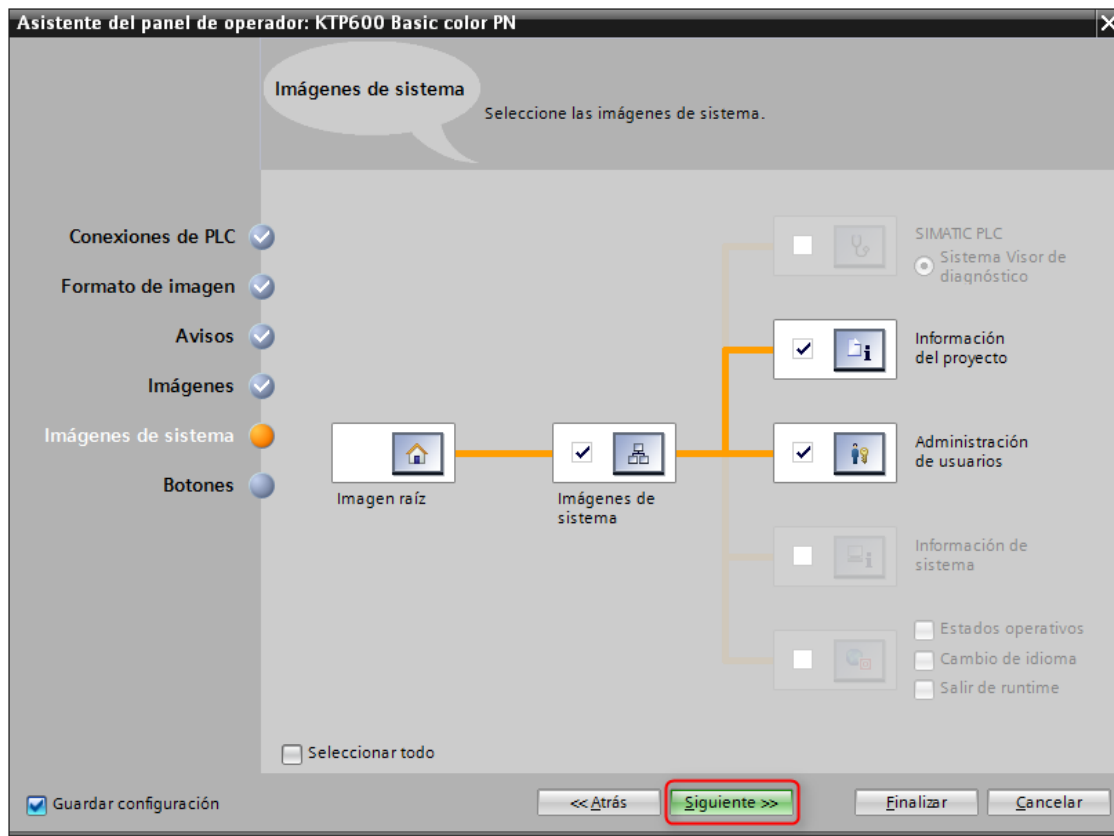 Asistente del panel de operador: KTP600 Basic color PN
Imágenes de sistema
Seleccione las imágenes de sistema.
Conexiones de PLC
Formato de imagen
Avisos
Imágenes
Imágenes de sistema
Botones
Imagen raíz
Imágenes de
sistema
SIMATIC PLC
Sistema Visor de
diagnóstico
Información
del proyecto
Administración
de usuarios
Información de
sistema
Estados operativos
Cambio de idioma
Salir de runtime
Seleccionar todo
Guardar configuración
<< Atrás
Siguiente >>
Finalizar
Cancelar